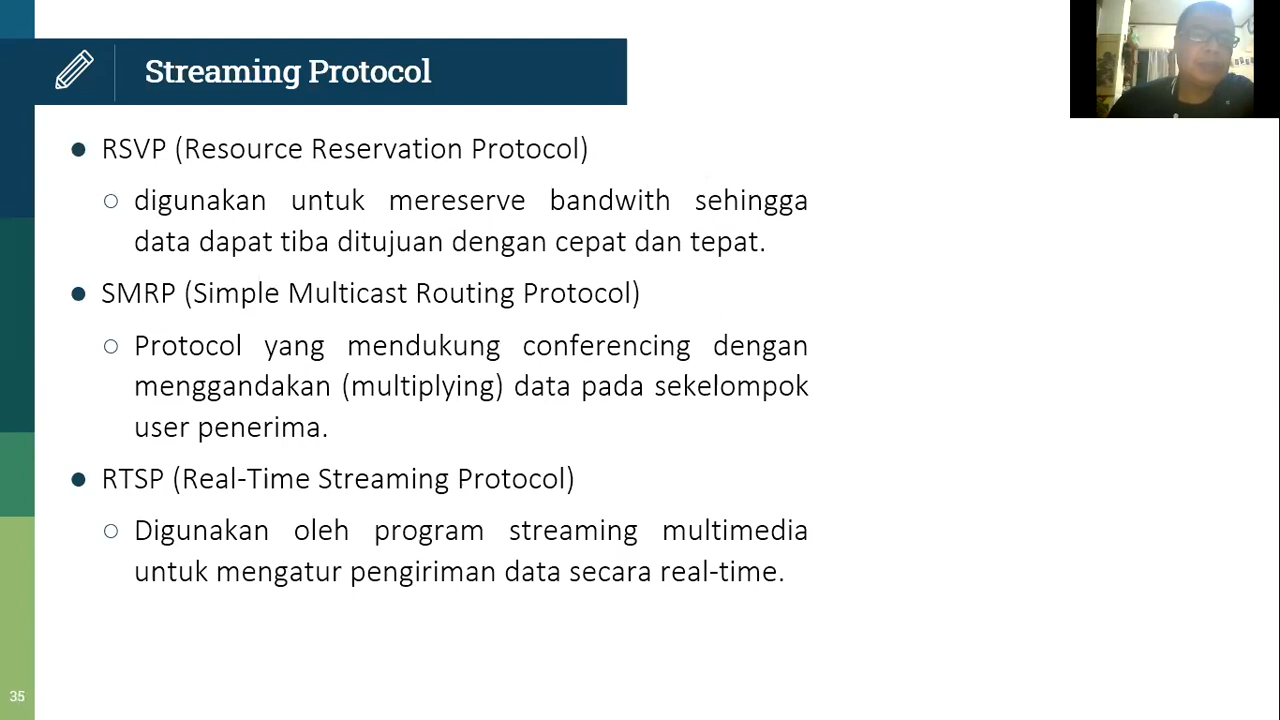 Streaming Protocol
RSVP (Resource Reservation Protocol)
digunakan untuk mereserve bandwith sehingga
data dapat tiba ditujuan dengan cepat dan tepat.
SMRP (Simple Multicast Routing Protocol)
Protocol yang mendukung conferencing dengan
menggandakan (multiplying) data pada sekelompok
user penerima.
RTSP (Real-Time Streaming Protocol)
Digunakan oleh program streaming multimedia
untuk mengatur pengiriman data secara real-time.
35